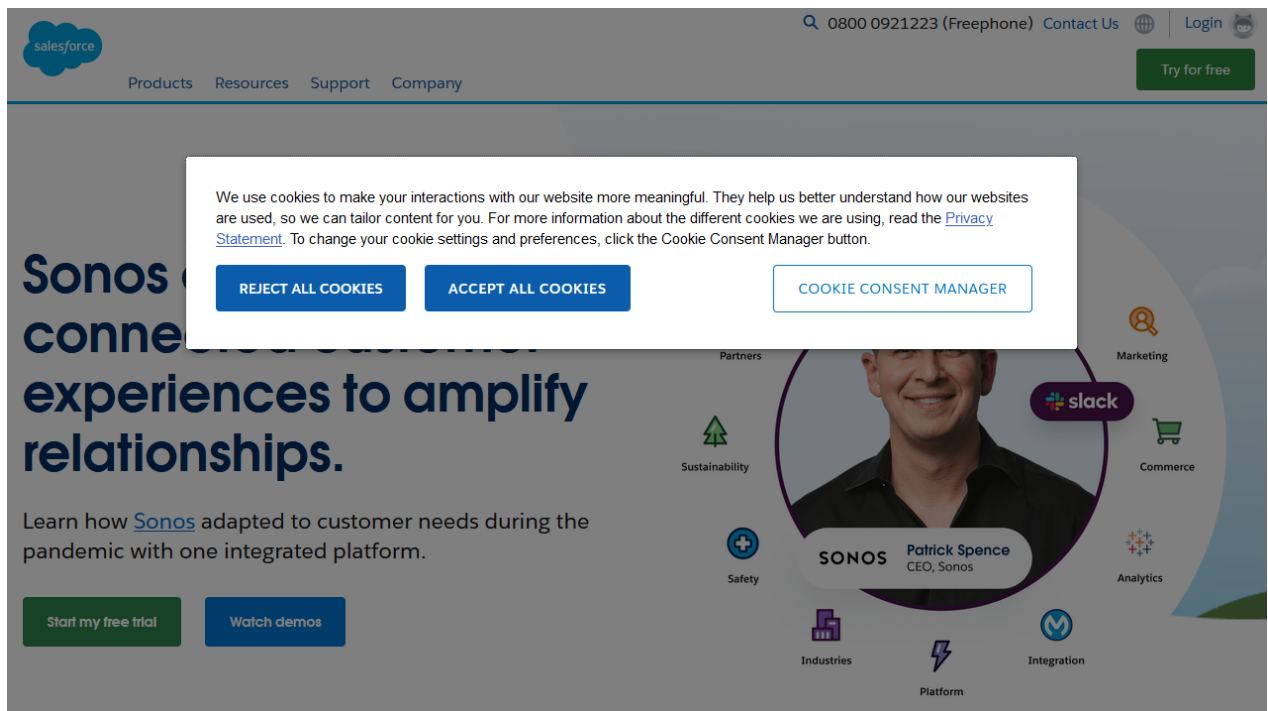 salesforce
0800 0921223 (Freephone) Contact Us Login
Products Resources Support Company
Try for free
We use cookies to make your interactions with our website more meaningful. They help us better understand how our websites
are used, so we can tailor content for you. For more information about the different cookies we are using, read the Privacy
Statement. To change your cookie settings and preferences, click the Cookie Consent Manager button.
REJECT ALL COOKIES ACCEPT ALL COOKIES COOKIE CONSENT MANAGER
Sonos
experiences to amplify
relationships.
Learn how Sonos adapted to customer needs during the
pandemic with one integrated platform.
Start my free trial Watch demos
Partners
Marketing
slack
Sustainability
Commerce
SONOS
Patrick Spence
CEO, Sonos
Safety
Analytics
Industries
Integration
Platform